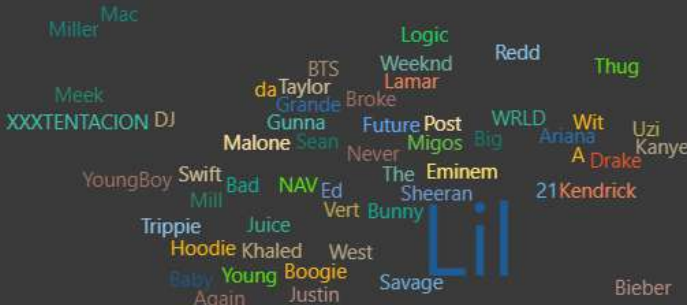 Mac
Miller
Logic
Redd
BTS
Weeknd
Thug
da Taylor
Lamar
Meek
Grande
Broke
XXXTENTACION DJ
Gunna
Future Post
WRLD
Wit
Uzi
Malone Sean
Migos
Big
Ariana
Kanye
Never
A Drake
YoungBoy Swift
Bad
NAV Ed
The Eminem
Sheeran
21 Kendrick
Mill
Vert Bunny
Trippie
Juice
Lil
Hoodie Khaled
West
Baby Young Boogie
Savage
Again
Justin
Bieber